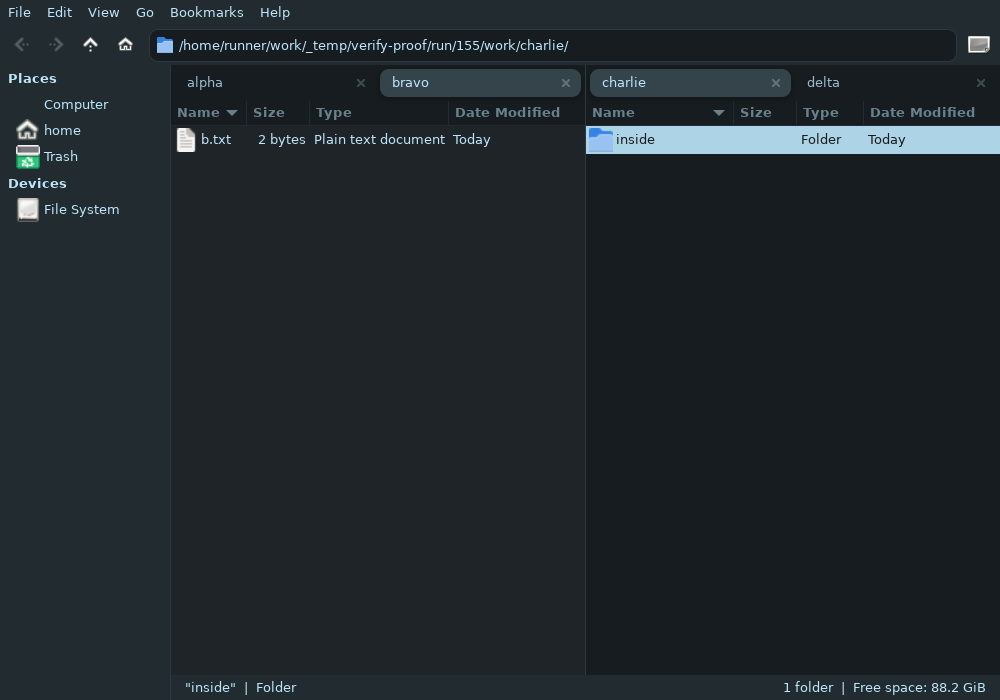 File Edit View Go Bookmarks Help
/home/runner/work/_temp/verify-proof/run/155/work/charlie/
Places
Computer
home
Trash
Devices
File System
alpha bravo
Name Size Type Date Modified
b.txt 2 bytes Plain text document Today
charlie delta
Name Size Type Date Modified
inside Folder Today
"inside" | Folder
1 folder | Free space: 88.2 GiB